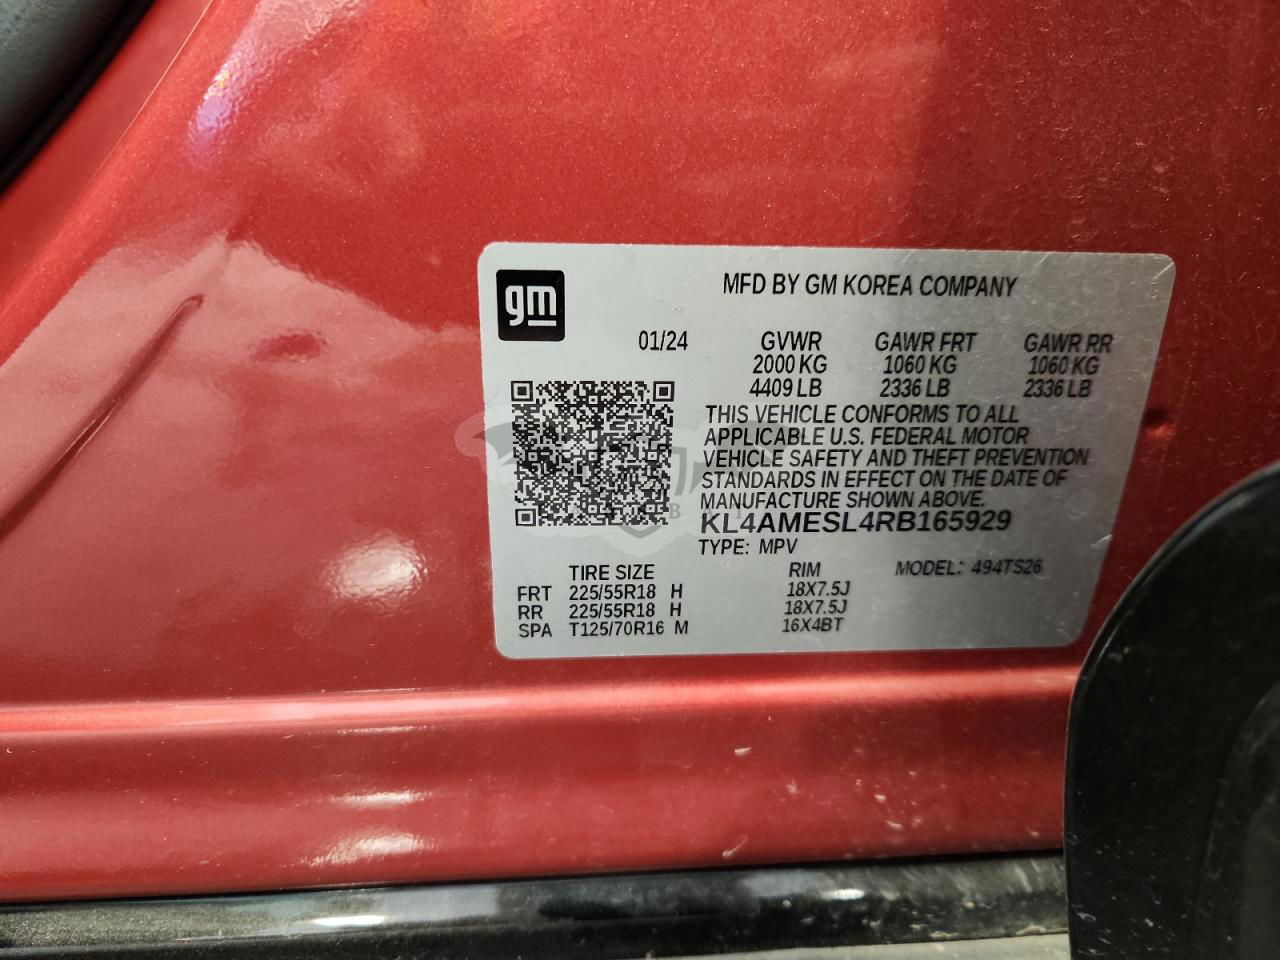 gm
MFD BY GM KOREA COMPANY
01/24 GVWR GAWR FRT GAWR RR
2000 KG 1060 KG 1060 KG
4409 LB 2336 LB 2336 LB
THIS VEHICLE CONFORMS TO ALL
APPLICABLE U.S. FEDERAL MOTOR
VEHICLE SAFETY AND THEFT PREVENTION
STANDARDS IN EFFECT ON THE DATE OF
MANUFACTURE SHOWN ABOVE.
KL4AMESL4RB165929
TYPE: MPV
TIRE SIZE RIM MODEL: 494TS26
FRT 225/55R18 H 18X7.5J
RR 225/55R18 H 18X7.5J
SPA T125/70R16 M 16X4BT